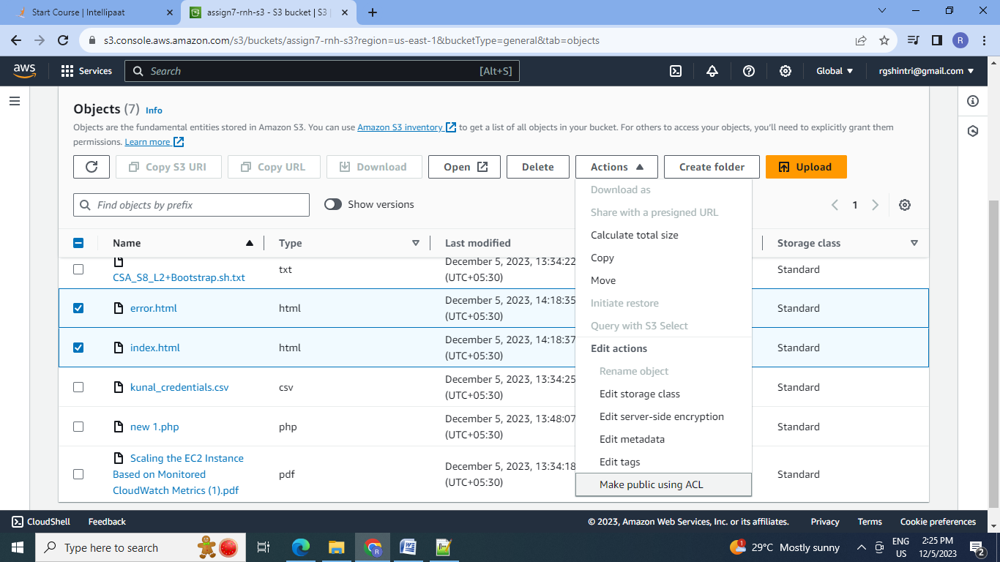 Start Course | Intellipaat
assign7-rnh-s3 - S3 bucket | S3 |
s3.console.aws.amazon.com/s3/buckets/assign7-rnh-s3?region=us-east-1&bucketType=general&tab=objects
R
aws
Services
Search
[Alt+S]
Global
rgshintri@gmail.com
Objects (7) Info
Objects are the fundamental entities stored in Amazon S3. You can use Amazon S3 inventory to get a list of all objects in your bucket. For others to access your objects, you'll need to explicitly grant them
permissions. Learn more
Copy S3 URI
Copy URL
Download
Open
Delete
Actions
Create folder
Upload
Find objects by prefix
Show versions
1
Download as
Share with a presigned URL
Calculate total size
Copy
Move
Initiate restore
Query with S3 Select
Edit actions
Rename object
Edit storage class
Edit server-side encryption
Edit metadata
Edit tags
Make public using ACL
Name
Type
Last modified
Storage class
CSA_S8_L2+Bootstrap.sh.txt
txt
December 5, 2023, 13:34:22
(UTC+05:30)
Standard
error.html
html
December 5, 2023, 14:18:35
(UTC+05:30)
Standard
index.html
html
December 5, 2023, 14:18:37
(UTC+05:30)
Standard
kunal_credentials.csv
csv
December 5, 2023, 13:34:25
(UTC+05:30)
Standard
new 1.php
php
December 5, 2023, 13:48:07
(UTC+05:30)
Standard
Scaling the EC2 Instance
Based on Monitored
CloudWatch Metrics (1).pdf
pdf
December 5, 2023, 13:34:18
(UTC+05:30)
Standard
CloudShell
Feedback
© 2023, Amazon Web Services, Inc. or its affiliates.
Privacy
Terms
Cookie preferences
Type here to search
R
1
29°C Mostly sunny
ENG
US
2:25 PM
12/5/2023
2